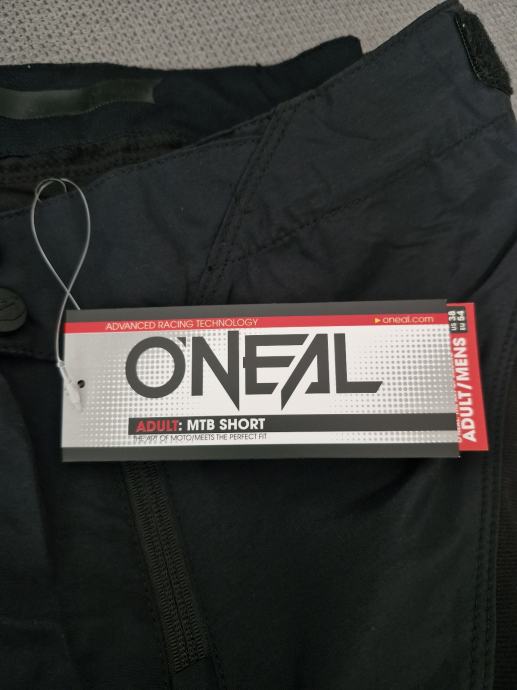 ADVANCED RACING TECHNOLOGY
oneal.com
O'NEAL
ADULT: MTB SHORT
THE ART OF MOTO/MEETS THE PERFECT FIT
US 38
EU 54
ADULT/MENS